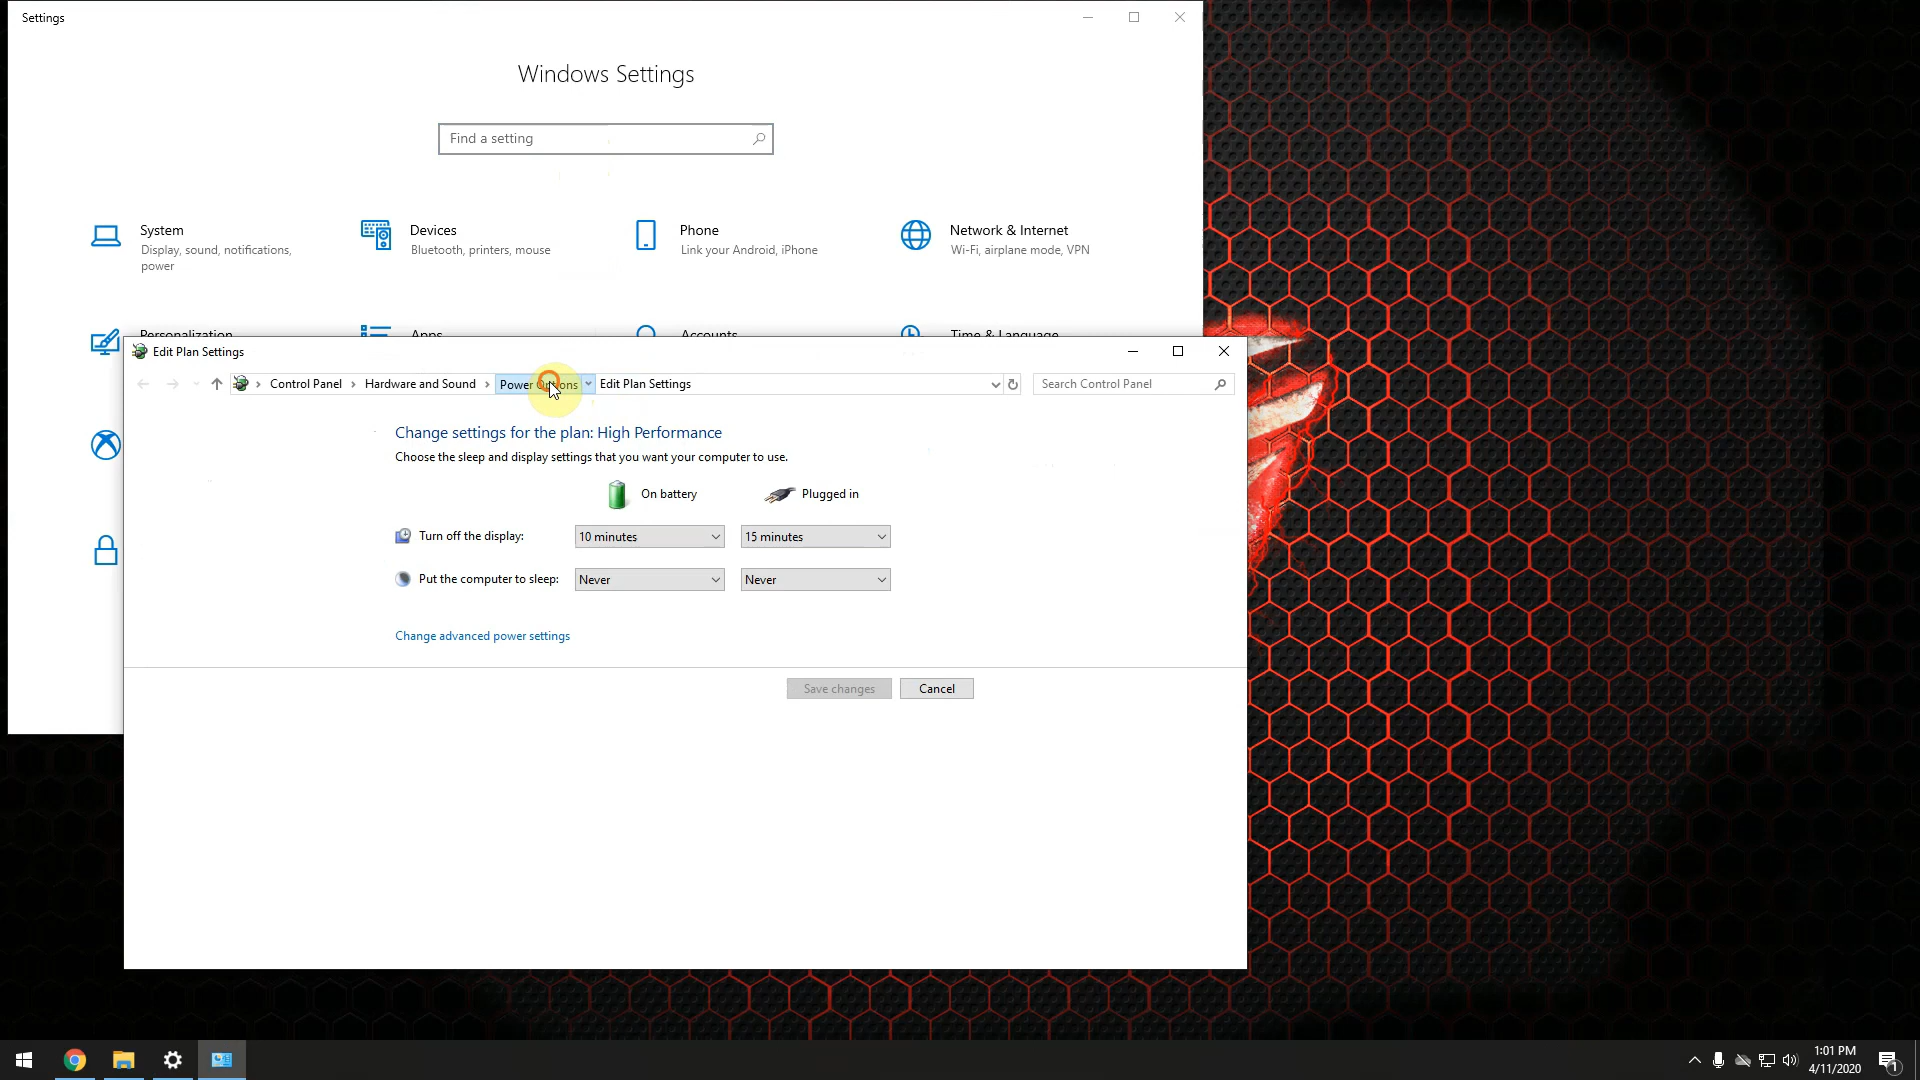 Settings
Windows Settings
Find a setting
System
Display, sound, notifications,
power
Devices
Bluetooth, printers, mouse
Phone
Link your Android, iPhone
Network & Internet
Wi-Fi, airplane mode, VPN
Personalization
Apps
Accounts
Time & Language
Edit Plan Settings
Control Panel
Hardware and Sound
Power Options
Edit Plan Settings
Search Control Panel
Change settings for the plan: High Performance
Choose the sleep and display settings that you want your computer to use.
On battery
Plugged in
Turn off the display:
10 minutes
15 minutes
Put the computer to sleep:
Never
Never
Change advanced power settings
Save changes
Cancel
1:01 PM
4/11/2020
1